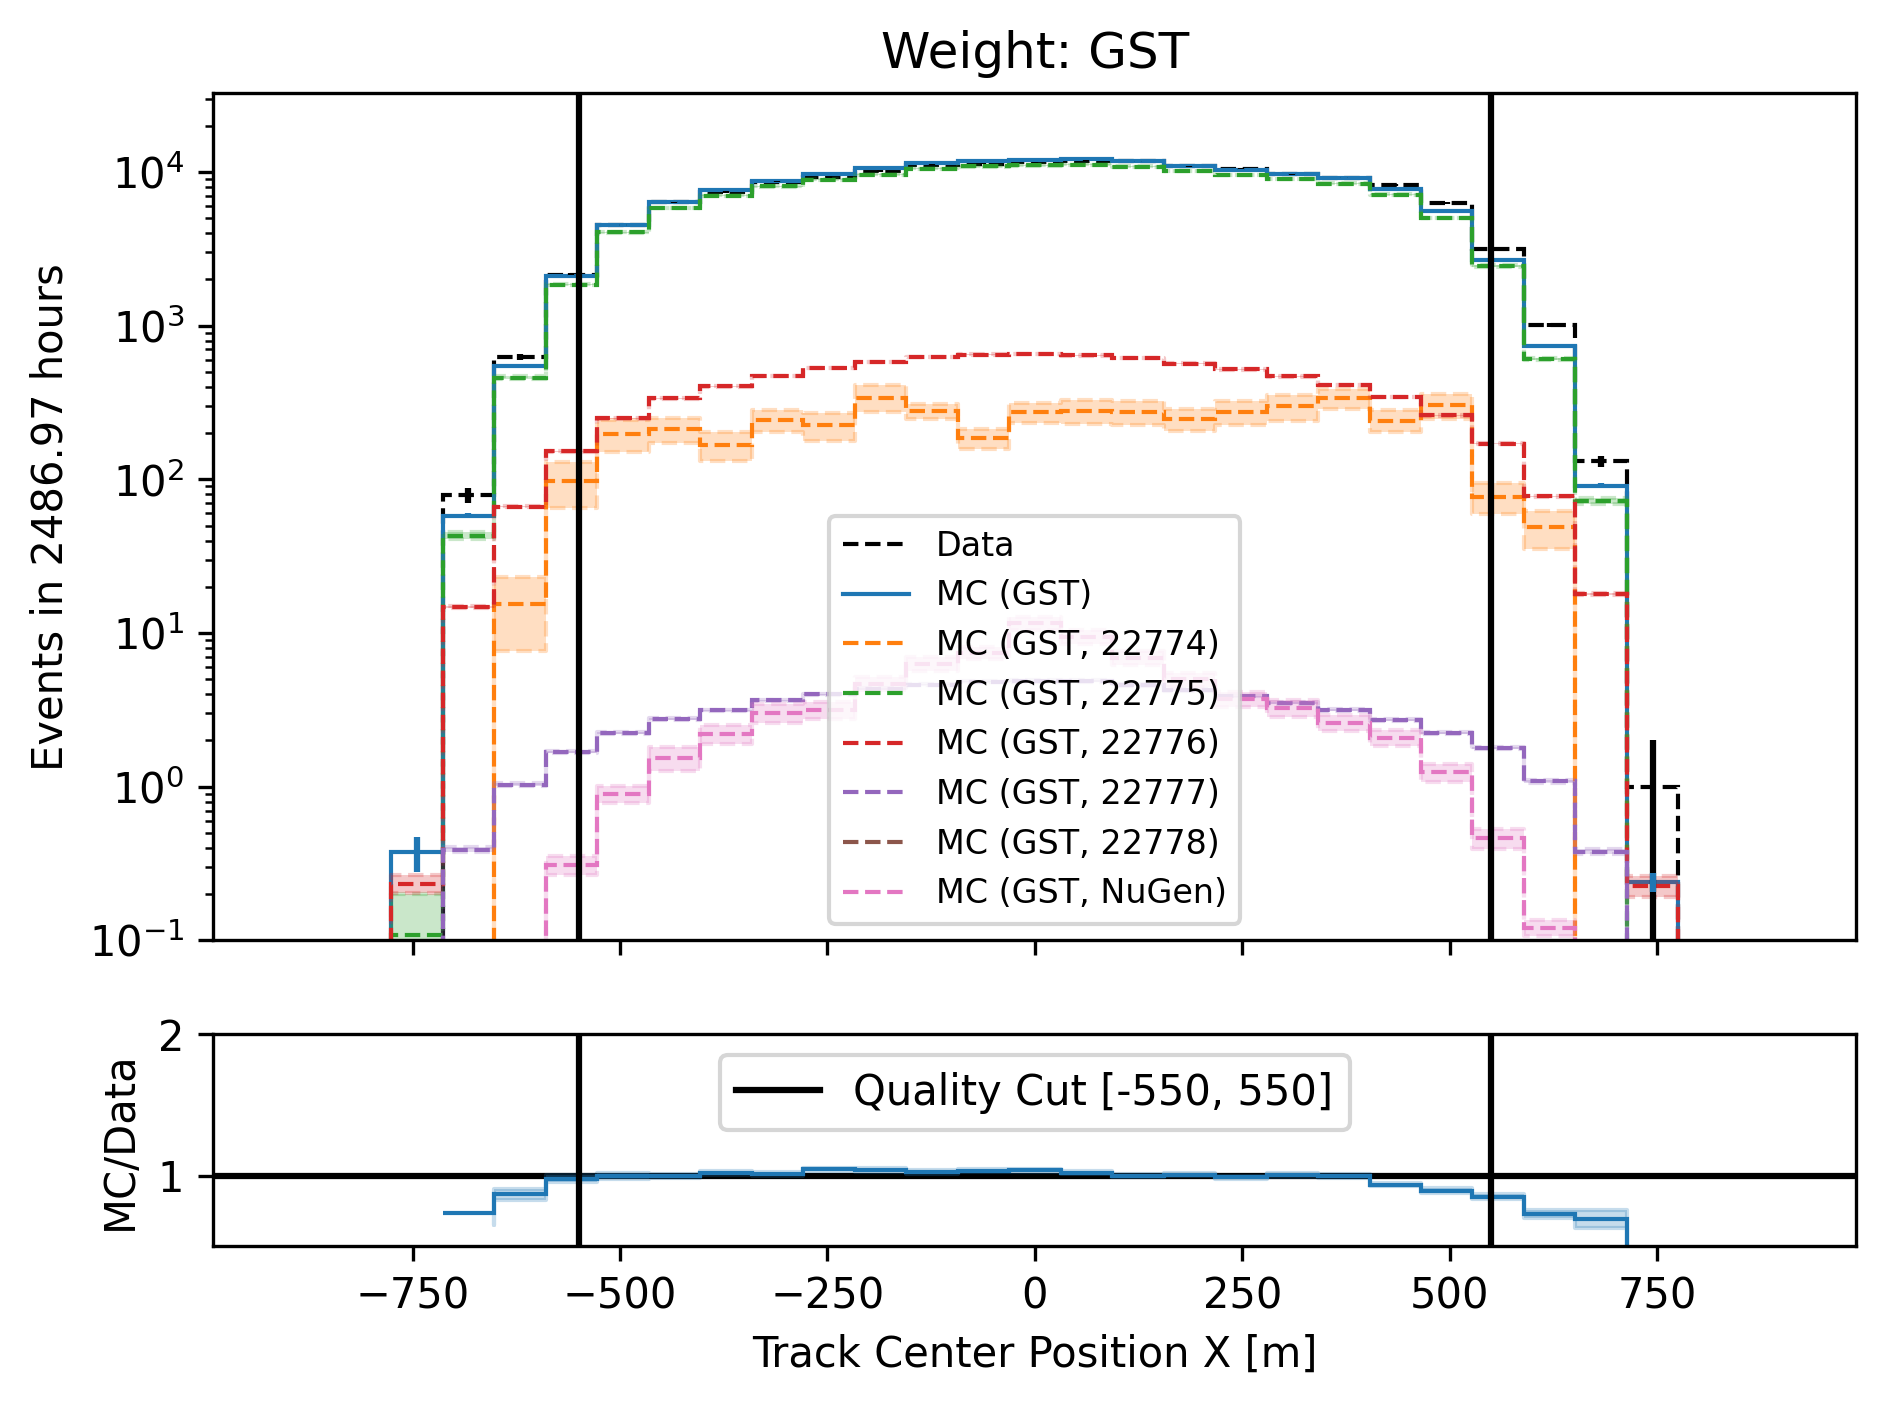 Weight: GST
Events in 2486.97 hours
10⁴
10³
10²
10¹
10⁰
10⁻¹
Data
MC (GST)
MC (GST, 22774)
MC (GST, 22775)
MC (GST, 22776)
MC (GST, 22777)
MC (GST, 22778)
MC (GST, NuGen)
MC/Data
2
1
Quality Cut [-550, 550]
−750 −500 −250 0 250 500 750
Track Center Position X [m]